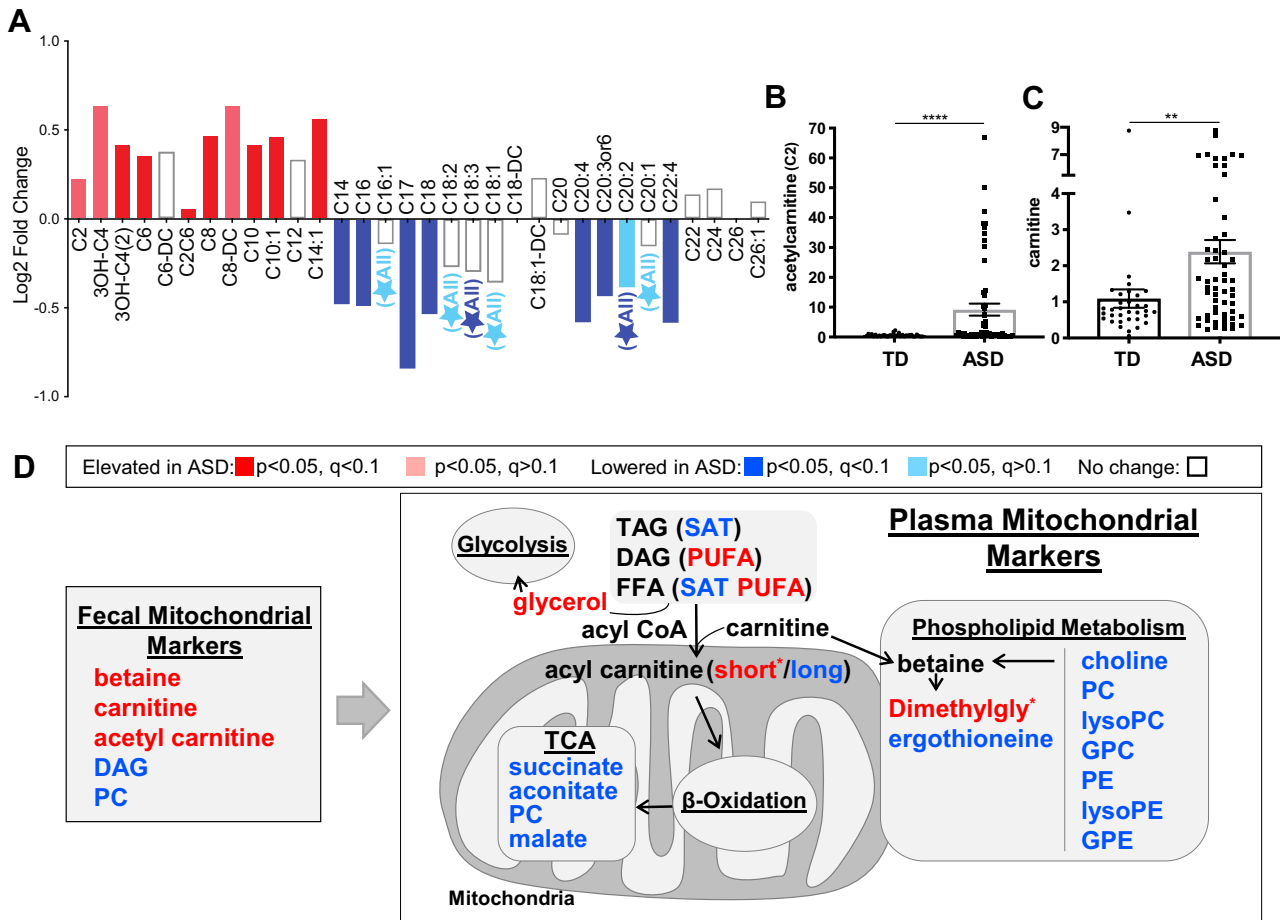 A
Log2 Fold Change
1.0
0.5
0.0
-0.5
-1.0
C2
3OH-C4
3OH-C4(2)
C6
C6-DC
C2C6
C8
C8-DC
C10
C10:1
C12
C14:1
C14
C16
C16:1
C17
C18
C18:2
C18:3
C18:1
C18-DC
C18:1-DC
C20
C20:4
C20:3or6
C20:2
C20:1
C22:4
C22
C24
C26
C26:1
(★All)
(★All)
(★All)
(★All)
(★All)
(★All)
B
acetylcarnitine (C2)
70
60
50
40
30
20
10
0
****
TD
ASD
C
carnitine
9
7
4
3
2
1
0
**
TD
ASD
D
Elevated in ASD: p<0.05, q<0.1 p<0.05, q>0.1 Lowered in ASD: p<0.05, q<0.1 p<0.05, q>0.1 No change:
Fecal Mitochondrial
Markers
betaine
carnitine
acetyl carnitine
DAG
PC
Plasma Mitochondrial
Markers
Glycolysis
TAG (SAT)
DAG (PUFA)
FFA (SAT PUFA)
glycerol
acyl CoA
carnitine
acyl carnitine (short*/long)
TCA
succinate
aconitate
PC
malate
β-Oxidation
Mitochondria
Phospholipid Metabolism
betaine
Dimethylgly*
ergothioneine
choline
PC
lysoPC
GPC
PE
lysoPE
GPE